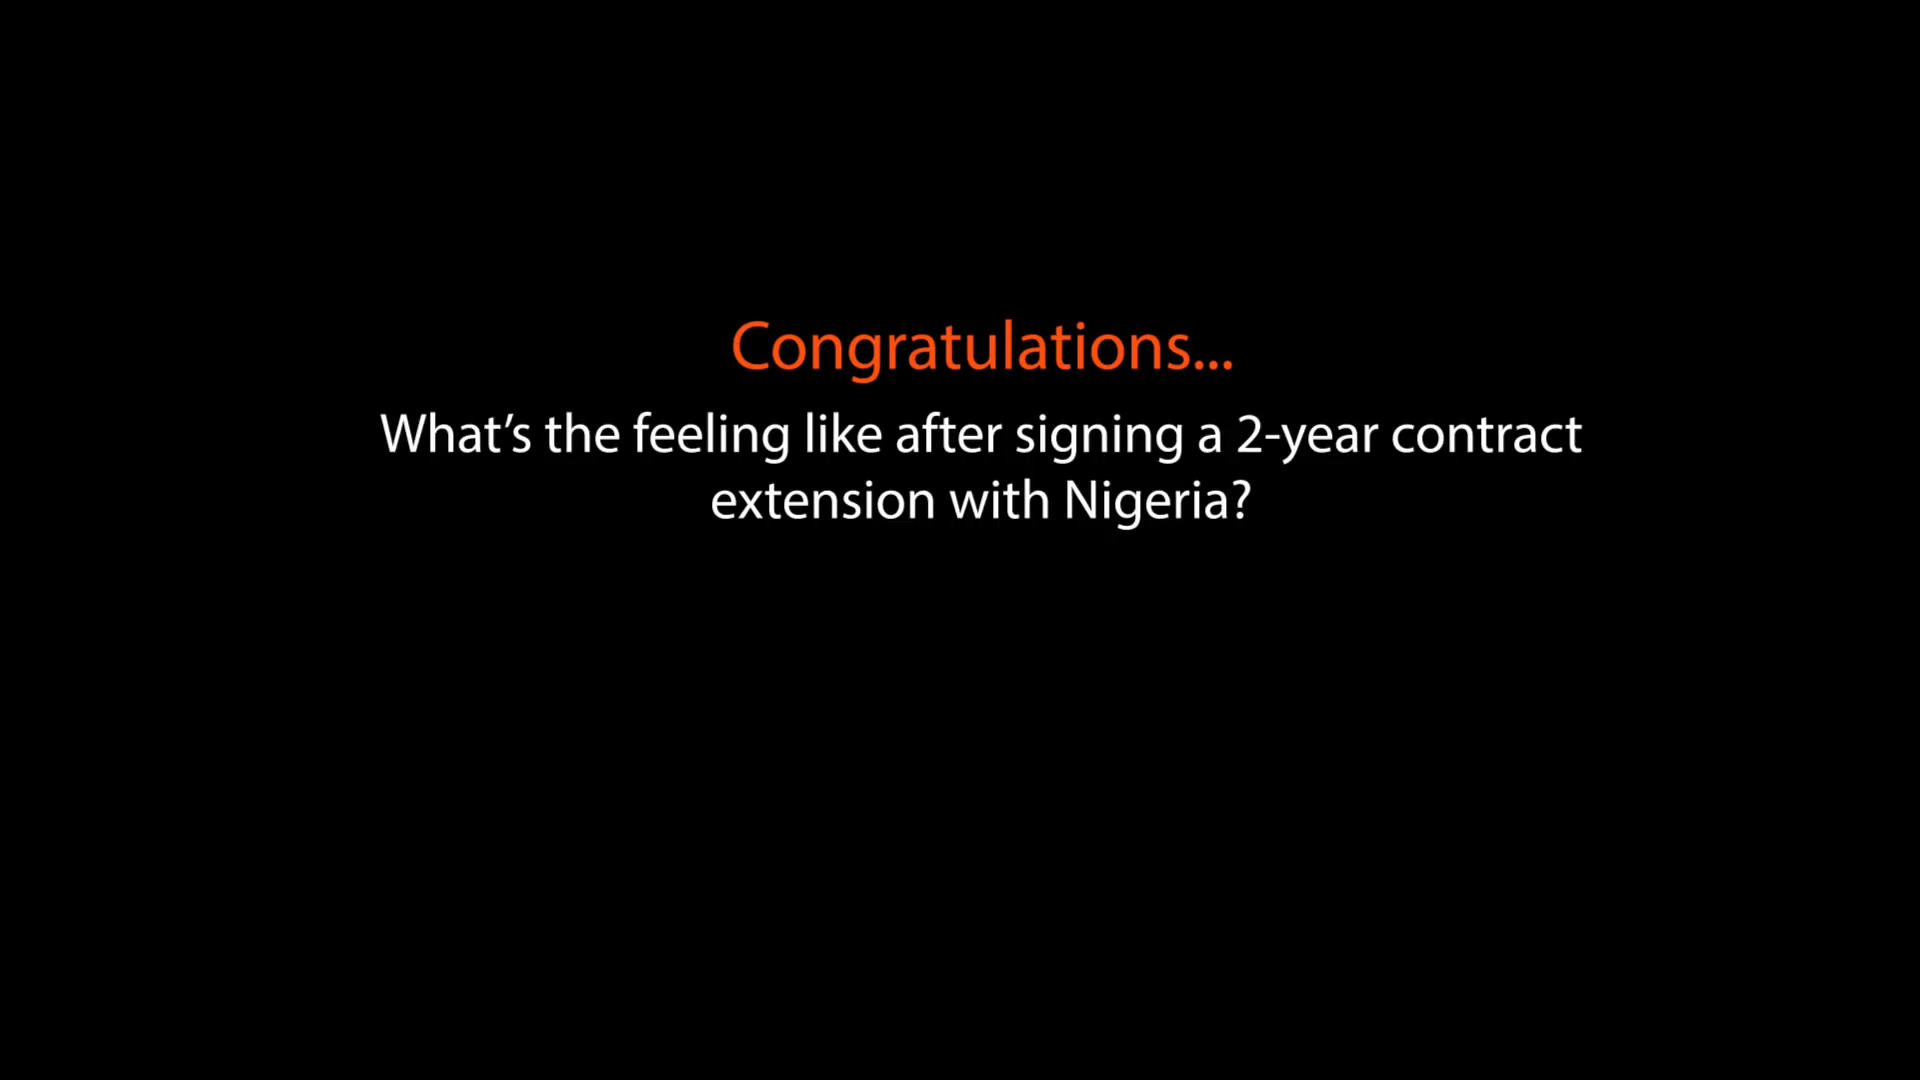 Congratulations...
What’s the feeling like after signing a 2-year contract
extension with Nigeria?